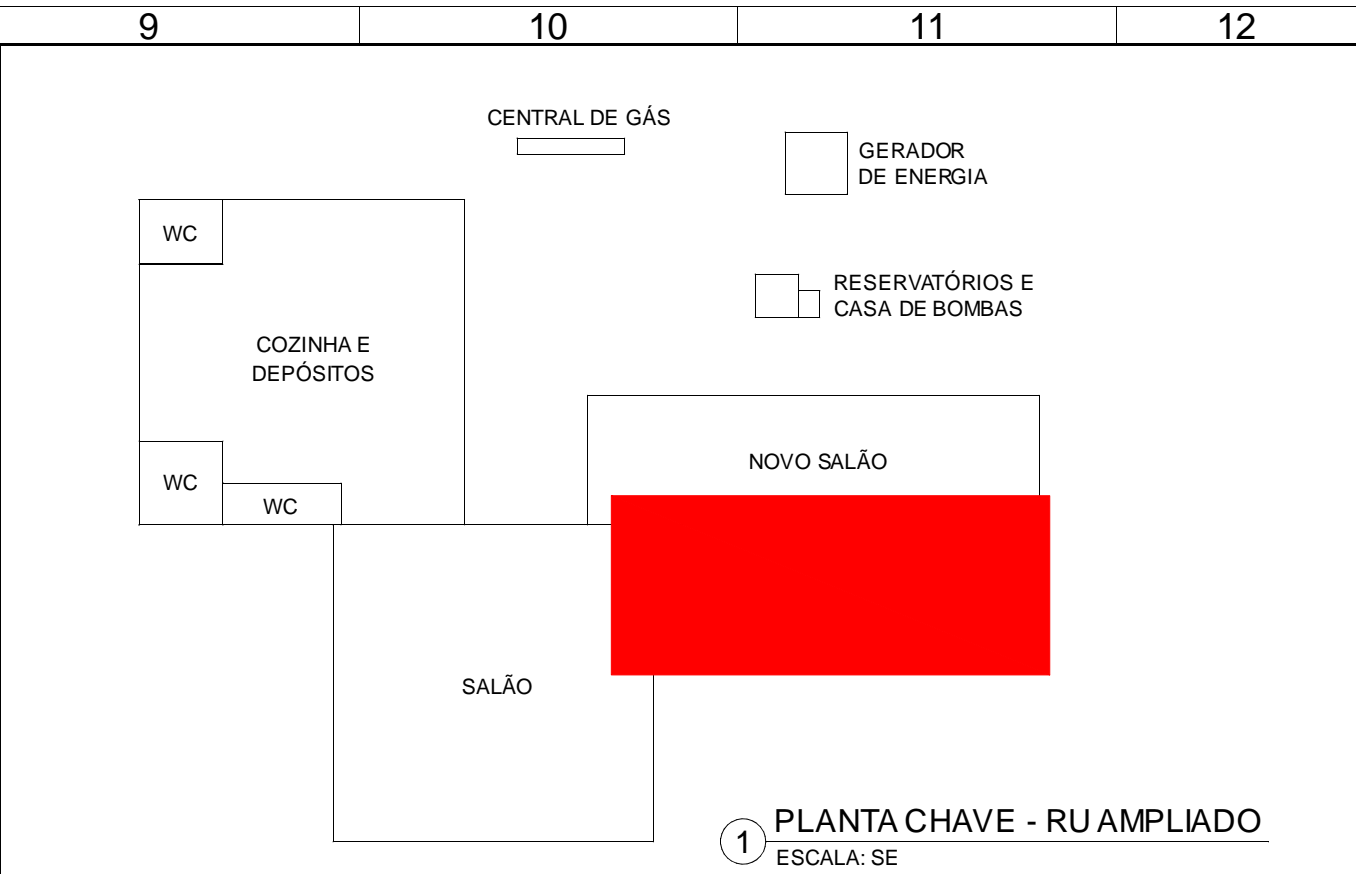 9
10
11
12
CENTRAL DE GÁS
GERADOR
DE ENERGIA
WC
RESERVATÓRIOS E
CASA DE BOMBAS
COZINHA E
DEPÓSITOS
NOVO SALÃO
WC
WC
SALÃO
1
PLANTA CHAVE - RU AMPLIADO
ESCALA: SE